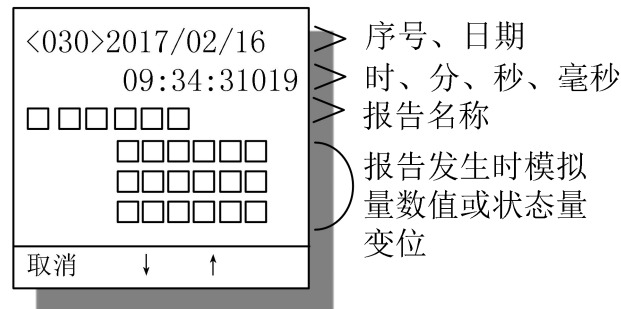 <030>2017/02/16
09:34:31019
□ □□ □□□
□□□□□□
□□□□□□
□□□□□□
取消 ↓ ↑
序号、日期
时、分、秒、毫秒
报告名称
报告发生时模拟
量数值或状态量
变位